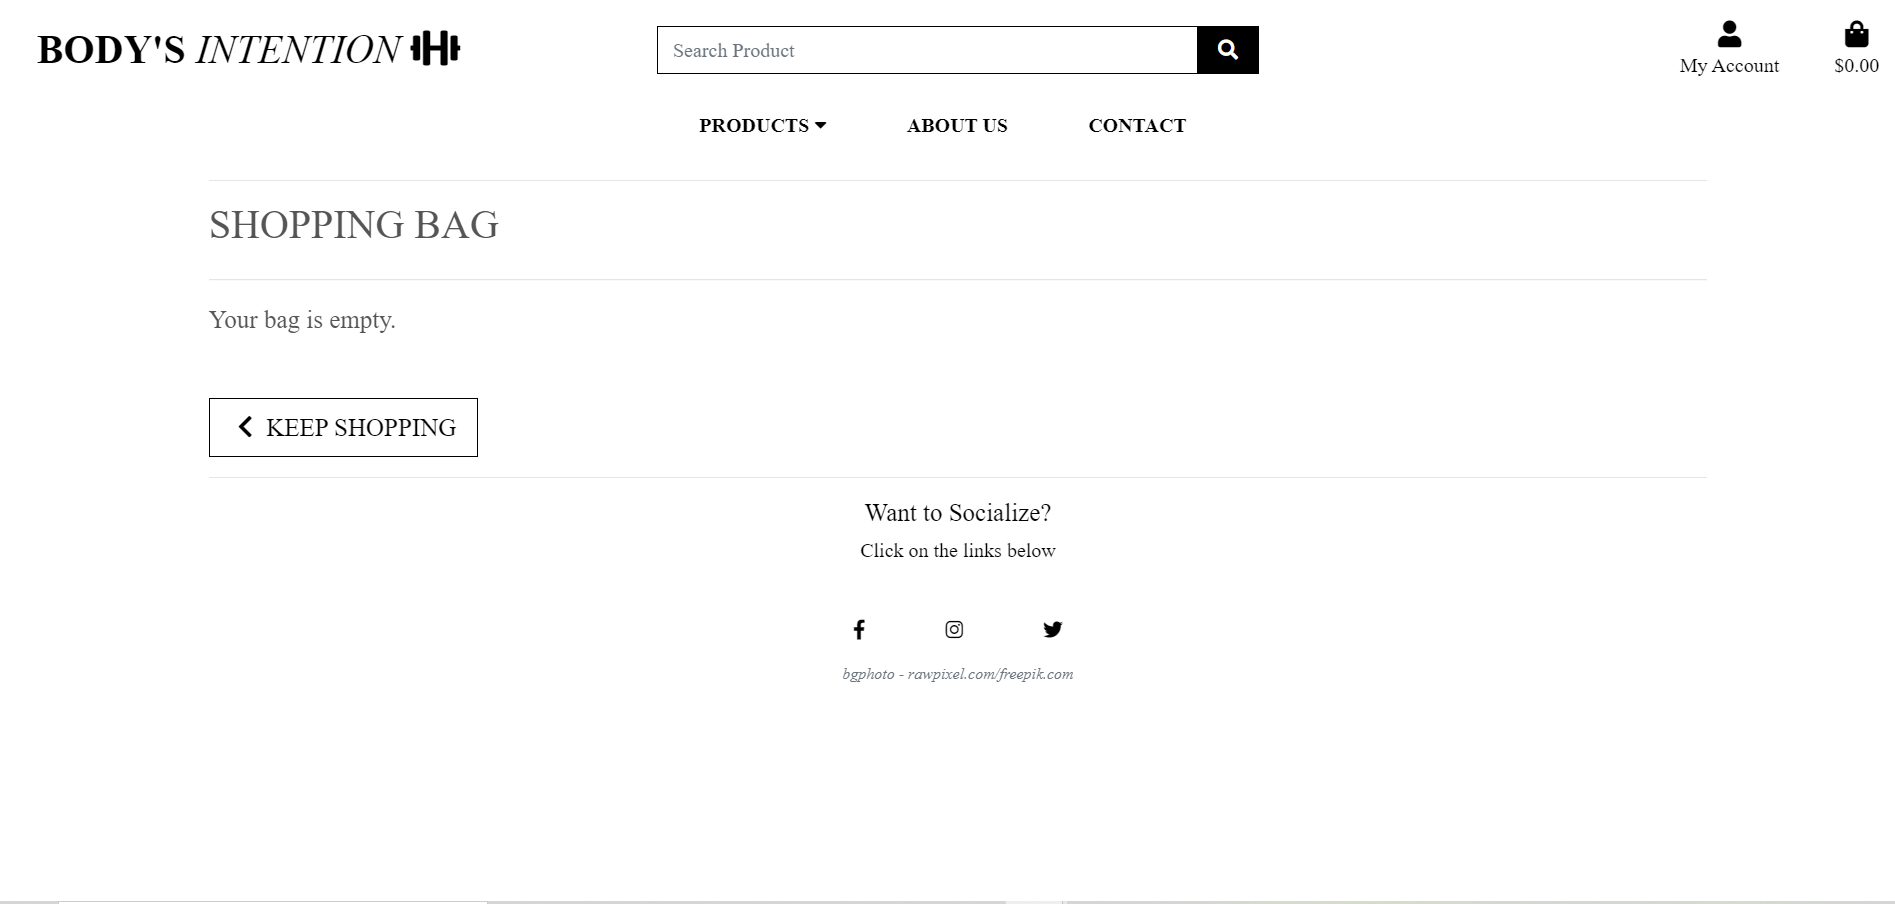 BODY'S INTENTION
Search Product
My Account
$0.00
PRODUCTS
ABOUT US
CONTACT
SHOPPING BAG
Your bag is empty.
KEEP SHOPPING
Want to Socialize?
Click on the links below
bgphoto - rawpixel.com/freepik.com